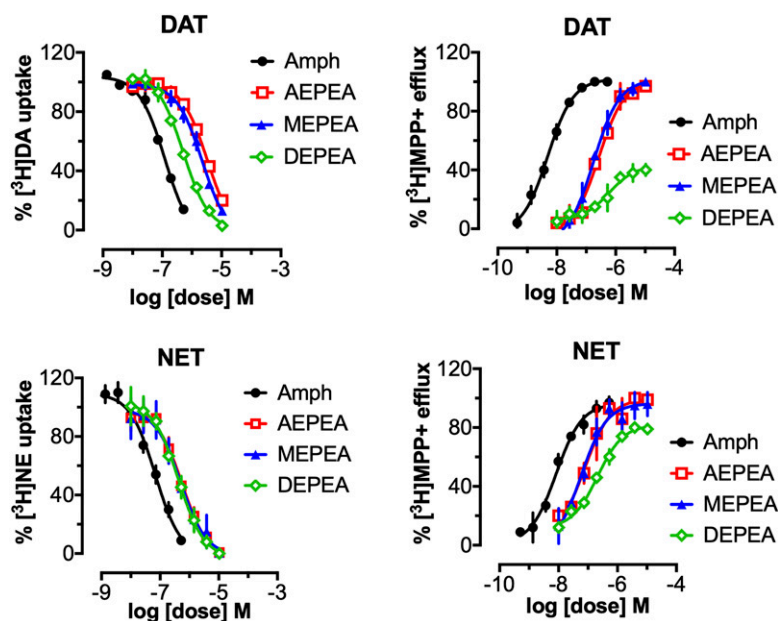 DAT
% [³H]DA uptake
120
80
40
0
-9
-7
-5
-3
log [dose] M
Amph
AEPEA
MEPEA
DEPEA
DAT
% [³H]MPP+ efflux
120
80
40
0
-10
-8
-6
-4
log [dose] M
Amph
AEPEA
MEPEA
DEPEA
NET
% [³H]NE uptake
120
80
40
0
-9
-7
-5
-3
log [dose] M
Amph
AEPEA
MEPEA
DEPEA
NET
% [³H]MPP+ efflux
120
80
40
0
-10
-8
-6
-4
log [dose] M
Amph
AEPEA
MEPEA
DEPEA